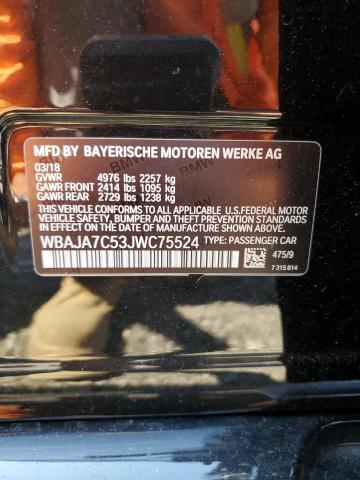 MFD BY BAYERISCHE MOTOREN WERKE AG
03/18
GVWR 4976 lbs 2257 kg
GAWR FRONT 2414 lbs 1095 kg
GAWR REAR 2729 lbs 1238 kg
THIS VEHICLE CONFORMS TO ALL APPLICABLE U.S.FEDERAL MOTOR
VEHICLE SAFETY, BUMPER, AND THEFT PREVENTION STANDARDS
IN EFFECT ON THE DATE OF MANUFACTURE SHOWN ABOVE.
WBAJA7C53JWC75524 TYPE: PASSENGER CAR
475/9
7 315 814